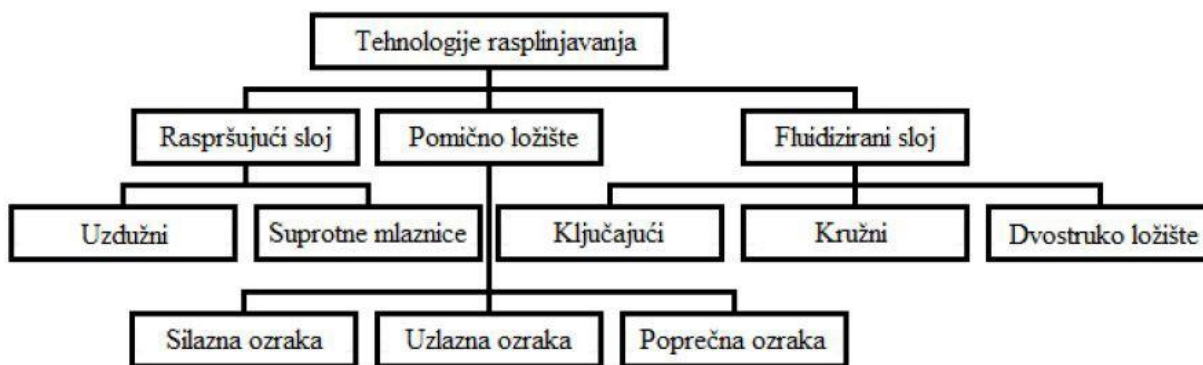 Tehnologije rasplinjavanja
Raspršujući sloj
Pomično ložište
Fluidizirani sloj
Uzdužni
Suprotne mlaznice
Ključajući
Kružni
Dvostruko ložište
Silazna ozraka
Uzlazna ozraka
Poprečna ozraka